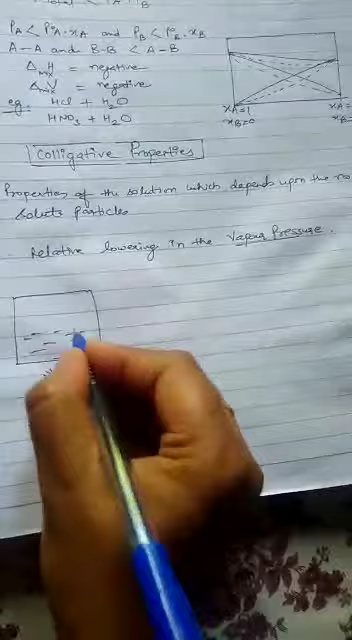 PA < P°A . xA and PB < P°B . xB
A-A and B-B < A-B
ΔmixH = negative
ΔmixV = negative
eg: HCl + H2O
HNO3 + H2O
xA=1
xB=0
xA=
xB=
Colligative Properties
Properties of the solution which depends upon the no
solute particles
Relative lowering in the vapour Pressure.